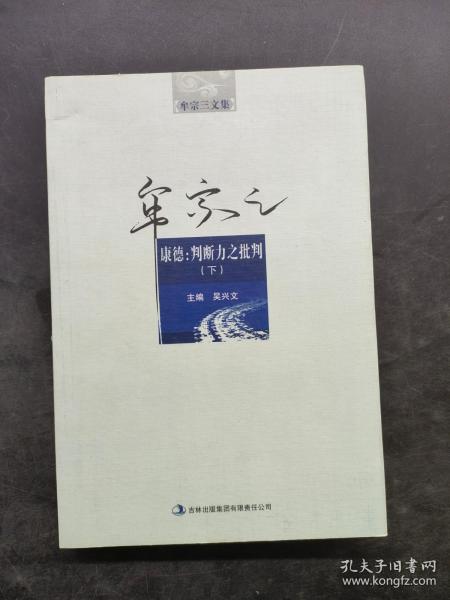 牟宗三文集
牟宗三
康德：判断力之批判
（下）
主编 吴兴文
吉林出版集团有限责任公司
孔夫子旧书网
www.kongfz.com